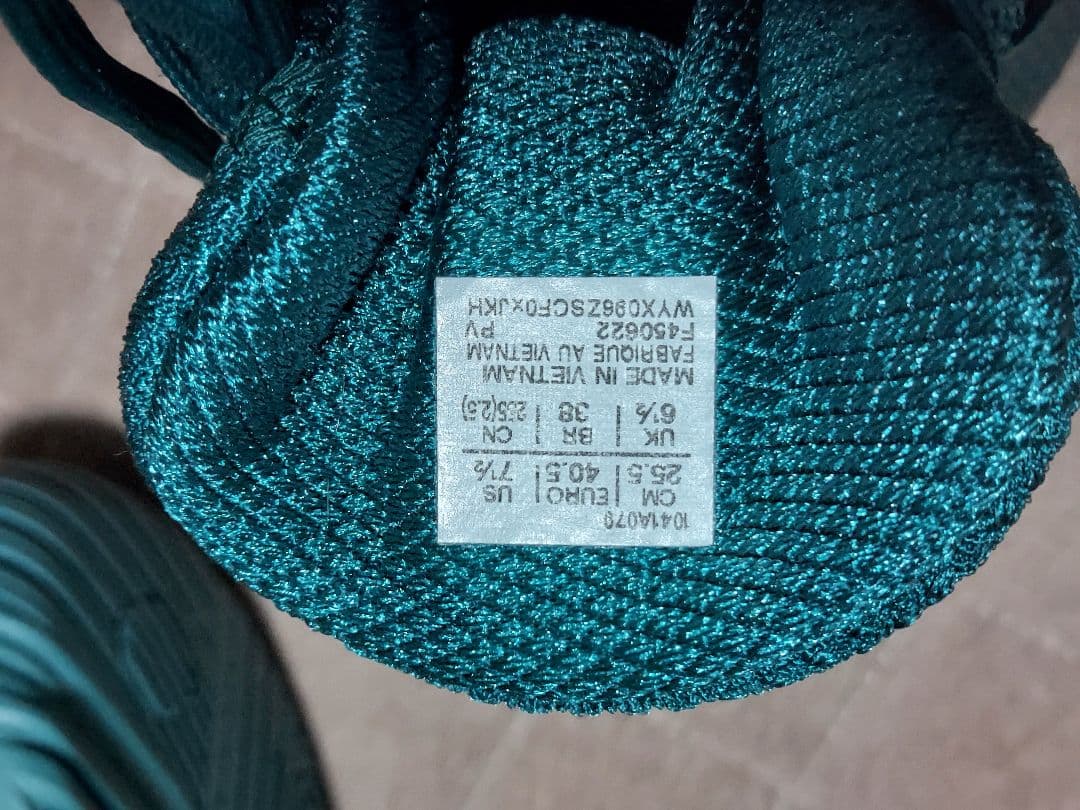 1041A079
CM | EURO | US
25.5 | 40.5 | 7½
UK | BR | CN
6½ | 38 | 255(2.5)
MADE IN VIETNAM
FABRIQUE AU VIETNAM
F450622 PV
WYX096ZSCF0xJKH